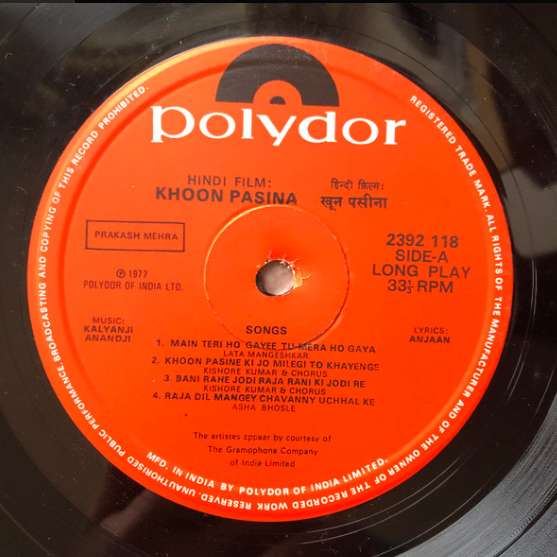 polydor
HINDI FILM:
KHOON PASINA
हिन्दी फ़िल्म:
खून पसीना
PRAKASH MEHRA
℗ 1977
POLYDOR OF INDIA LTD.
2392 118
SIDE-A
LONG PLAY
33⅓ RPM
MUSIC:
KALYANJI
ANANDJI
LYRICS:
ANJAAN
SONGS
1. MAIN TERI HO GAYEE TU MERA HO GAYA
LATA MANGESHKAR
2. KHOON PASINE KI JO MILEGI TO KHAYENGE
KISHORE KUMAR & CHORUS
3. BANI RAHE JODI RAJA RANI KI JODI RE
KISHORE KUMAR & CHORUS
4. RAJA DIL MANGEY CHAVANNY UCHHAL KE
ASHA BHOSLE
The artistes appear by courtesy of
The Gramophone Company
of India Limited
MFD. IN INDIA BY POLYDOR OF INDIA LIMITED.
REGISTERED TRADE MARK. ALL RIGHTS OF THE MANUFACTURER AND OF THE OWNER OF THE RECORDED WORK RESERVED. UNAUTHORISED PUBLIC PERFORMANCE, BROADCASTING AND COPYING OF THIS RECORD PROHIBITED.